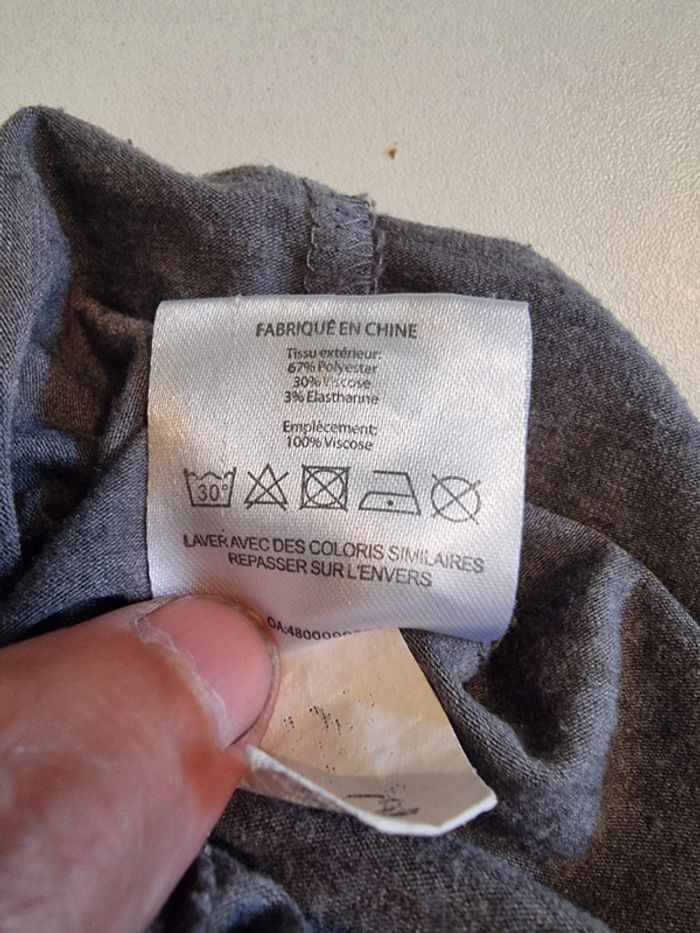 FABRIQUÉ EN CHINE
Tissu extérieur:
67% Polyester
30% Viscose
3% Elasthanne
Emplècement:
100% Viscose
30°
LAVER AVEC DES COLORIS SIMILAIRES
REPASSER SUR L'ENVERS